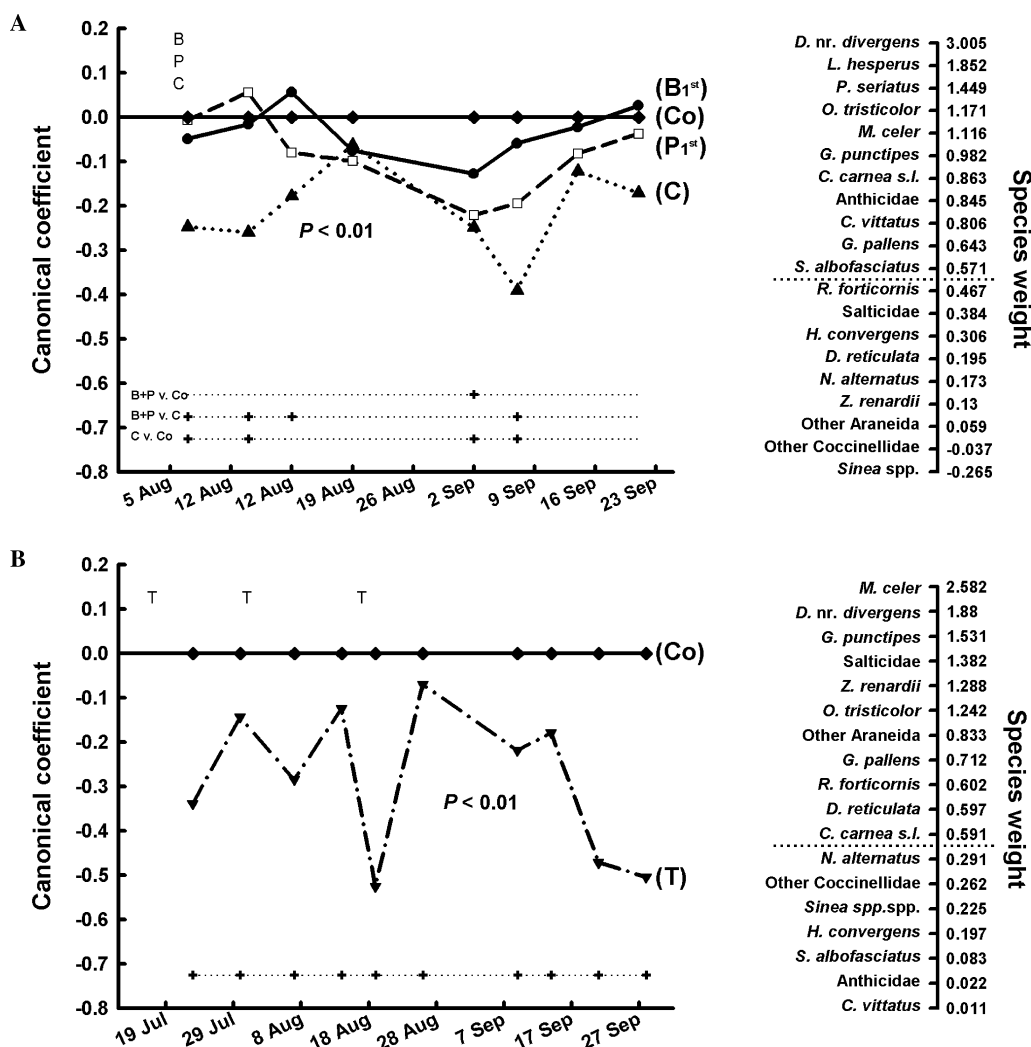 A
Canonical coefficient
0.2
0.1
0.0
-0.1
-0.2
-0.3
-0.4
-0.5
-0.6
-0.7
-0.8
B
P
C
(B1st)
(Co)
(P1st)
(C)
P < 0.01
B+P v. Co
B+P v. C
C v. Co
5 Aug
12 Aug
12 Aug
19 Aug
26 Aug
2 Sep
9 Sep
16 Sep
23 Sep
D. nr. divergens 3.005
L. hesperus 1.852
P. seriatus 1.449
O. tristicolor 1.171
M. celer 1.116
G. punctipes 0.982
C. carnea s.l. 0.863
Anthicidae 0.845
C. vittatus 0.806
G. pallens 0.643
S. albofasciatus 0.571
R. forticornis 0.467
Salticidae 0.384
H. convergens 0.306
D. reticulata 0.195
N. alternatus 0.173
Z. renardii 0.13
Other Araneida 0.059
Other Coccinellidae -0.037
Sinea spp. -0.265
Species weight
B
Canonical coefficient
0.2
0.1
0.0
-0.1
-0.2
-0.3
-0.4
-0.5
-0.6
-0.7
-0.8
T T T
(Co)
P < 0.01
(T)
19 Jul
29 Jul
8 Aug
18 Aug
28 Aug
7 Sep
17 Sep
27 Sep
M. celer 2.582
D. nr. divergens 1.88
G. punctipes 1.531
Salticidae 1.382
Z. renardii 1.288
O. tristicolor 1.242
Other Araneida 0.833
G. pallens 0.712
R. forticornis 0.602
D. reticulata 0.597
C. carnea s.l. 0.591
N. alternatus 0.291
Other Coccinellidae 0.262
Sinea spp.spp. 0.225
H. convergens 0.197
S. albofasciatus 0.083
Anthicidae 0.022
C. vittatus 0.011
Species weight